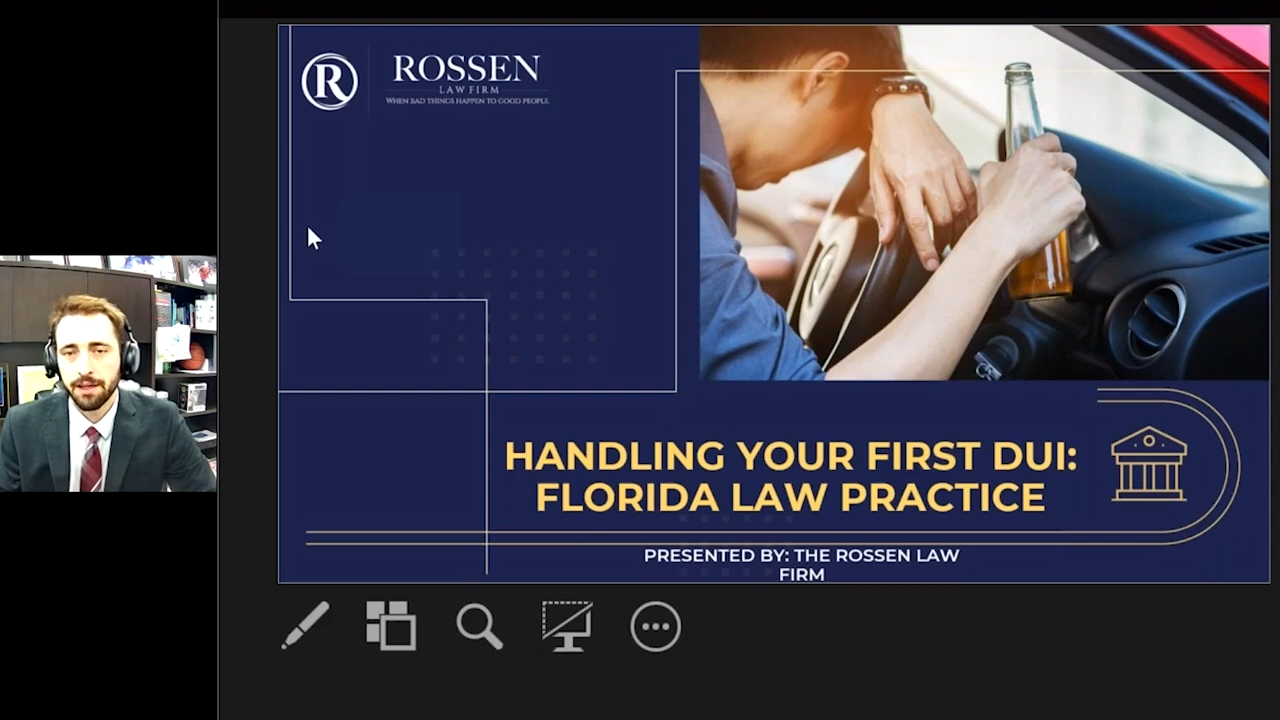 R
ROSSEN
LAW FIRM
WHEN BAD THINGS HAPPEN TO GOOD PEOPLE
HANDLING YOUR FIRST DUI:
FLORIDA LAW PRACTICE
PRESENTED BY: THE ROSSEN LAW
FIRM